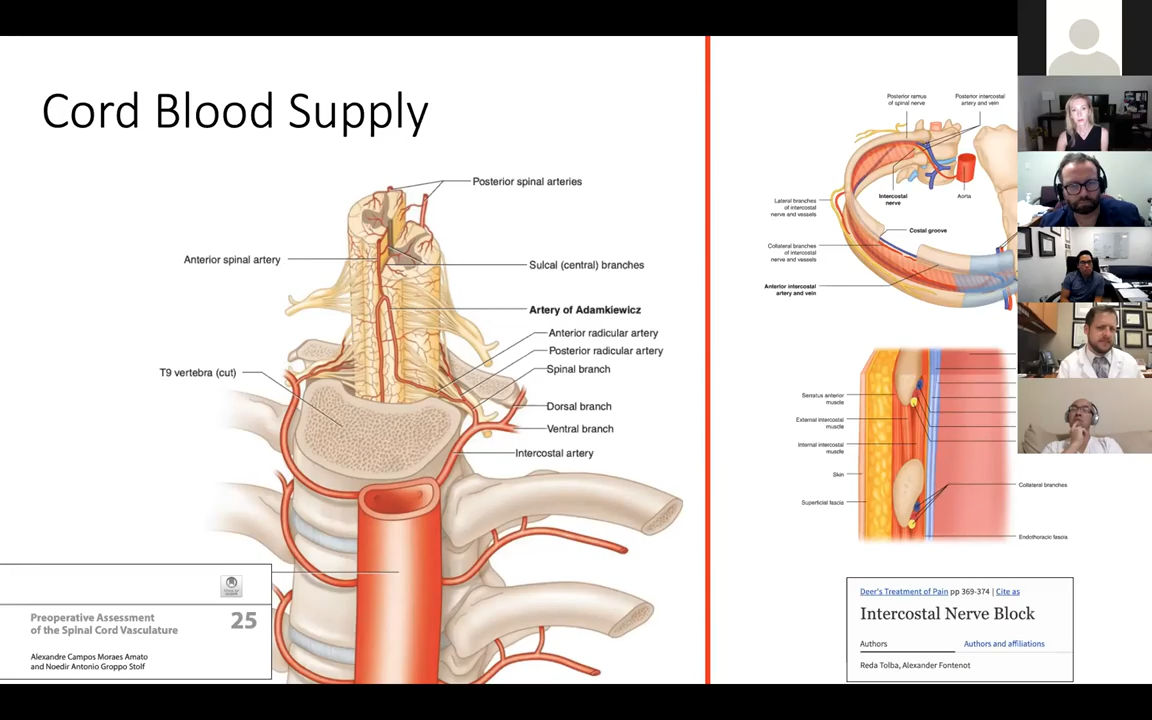 Cord Blood Supply
Posterior spinal arteries
Anterior spinal artery
Sulcal (central) branches
Artery of Adamkiewicz
Anterior radicular artery
Posterior radicular artery
T9 vertebra (cut)
Spinal branch
Dorsal branch
Ventral branch
Intercostal artery
Preoperative Assessment
of the Spinal Cord Vasculature
25
Alexandre Campos Moraes Amato
and Noedir Antonio Groppo Stolf
Posterior ramus
of spinal nerve
Posterior intercostal
artery and vein
Lateral branches
of intercostal
nerve and vessels
Intercostal
nerve
Aorta
Costal groove
Collateral branches
of intercostal
nerve and vessels
Anterior intercostal
artery and vein
Serratus anterior
muscle
External intercostal
muscle
Internal intercostal
muscle
Skin
Superficial fascia
Collateral branches
Endothoracic fascia
Deer's Treatment of Pain pp 369-374 | Cite as
Intercostal Nerve Block
Authors
Authors and affiliations
Reda Tolba, Alexander Fontenot